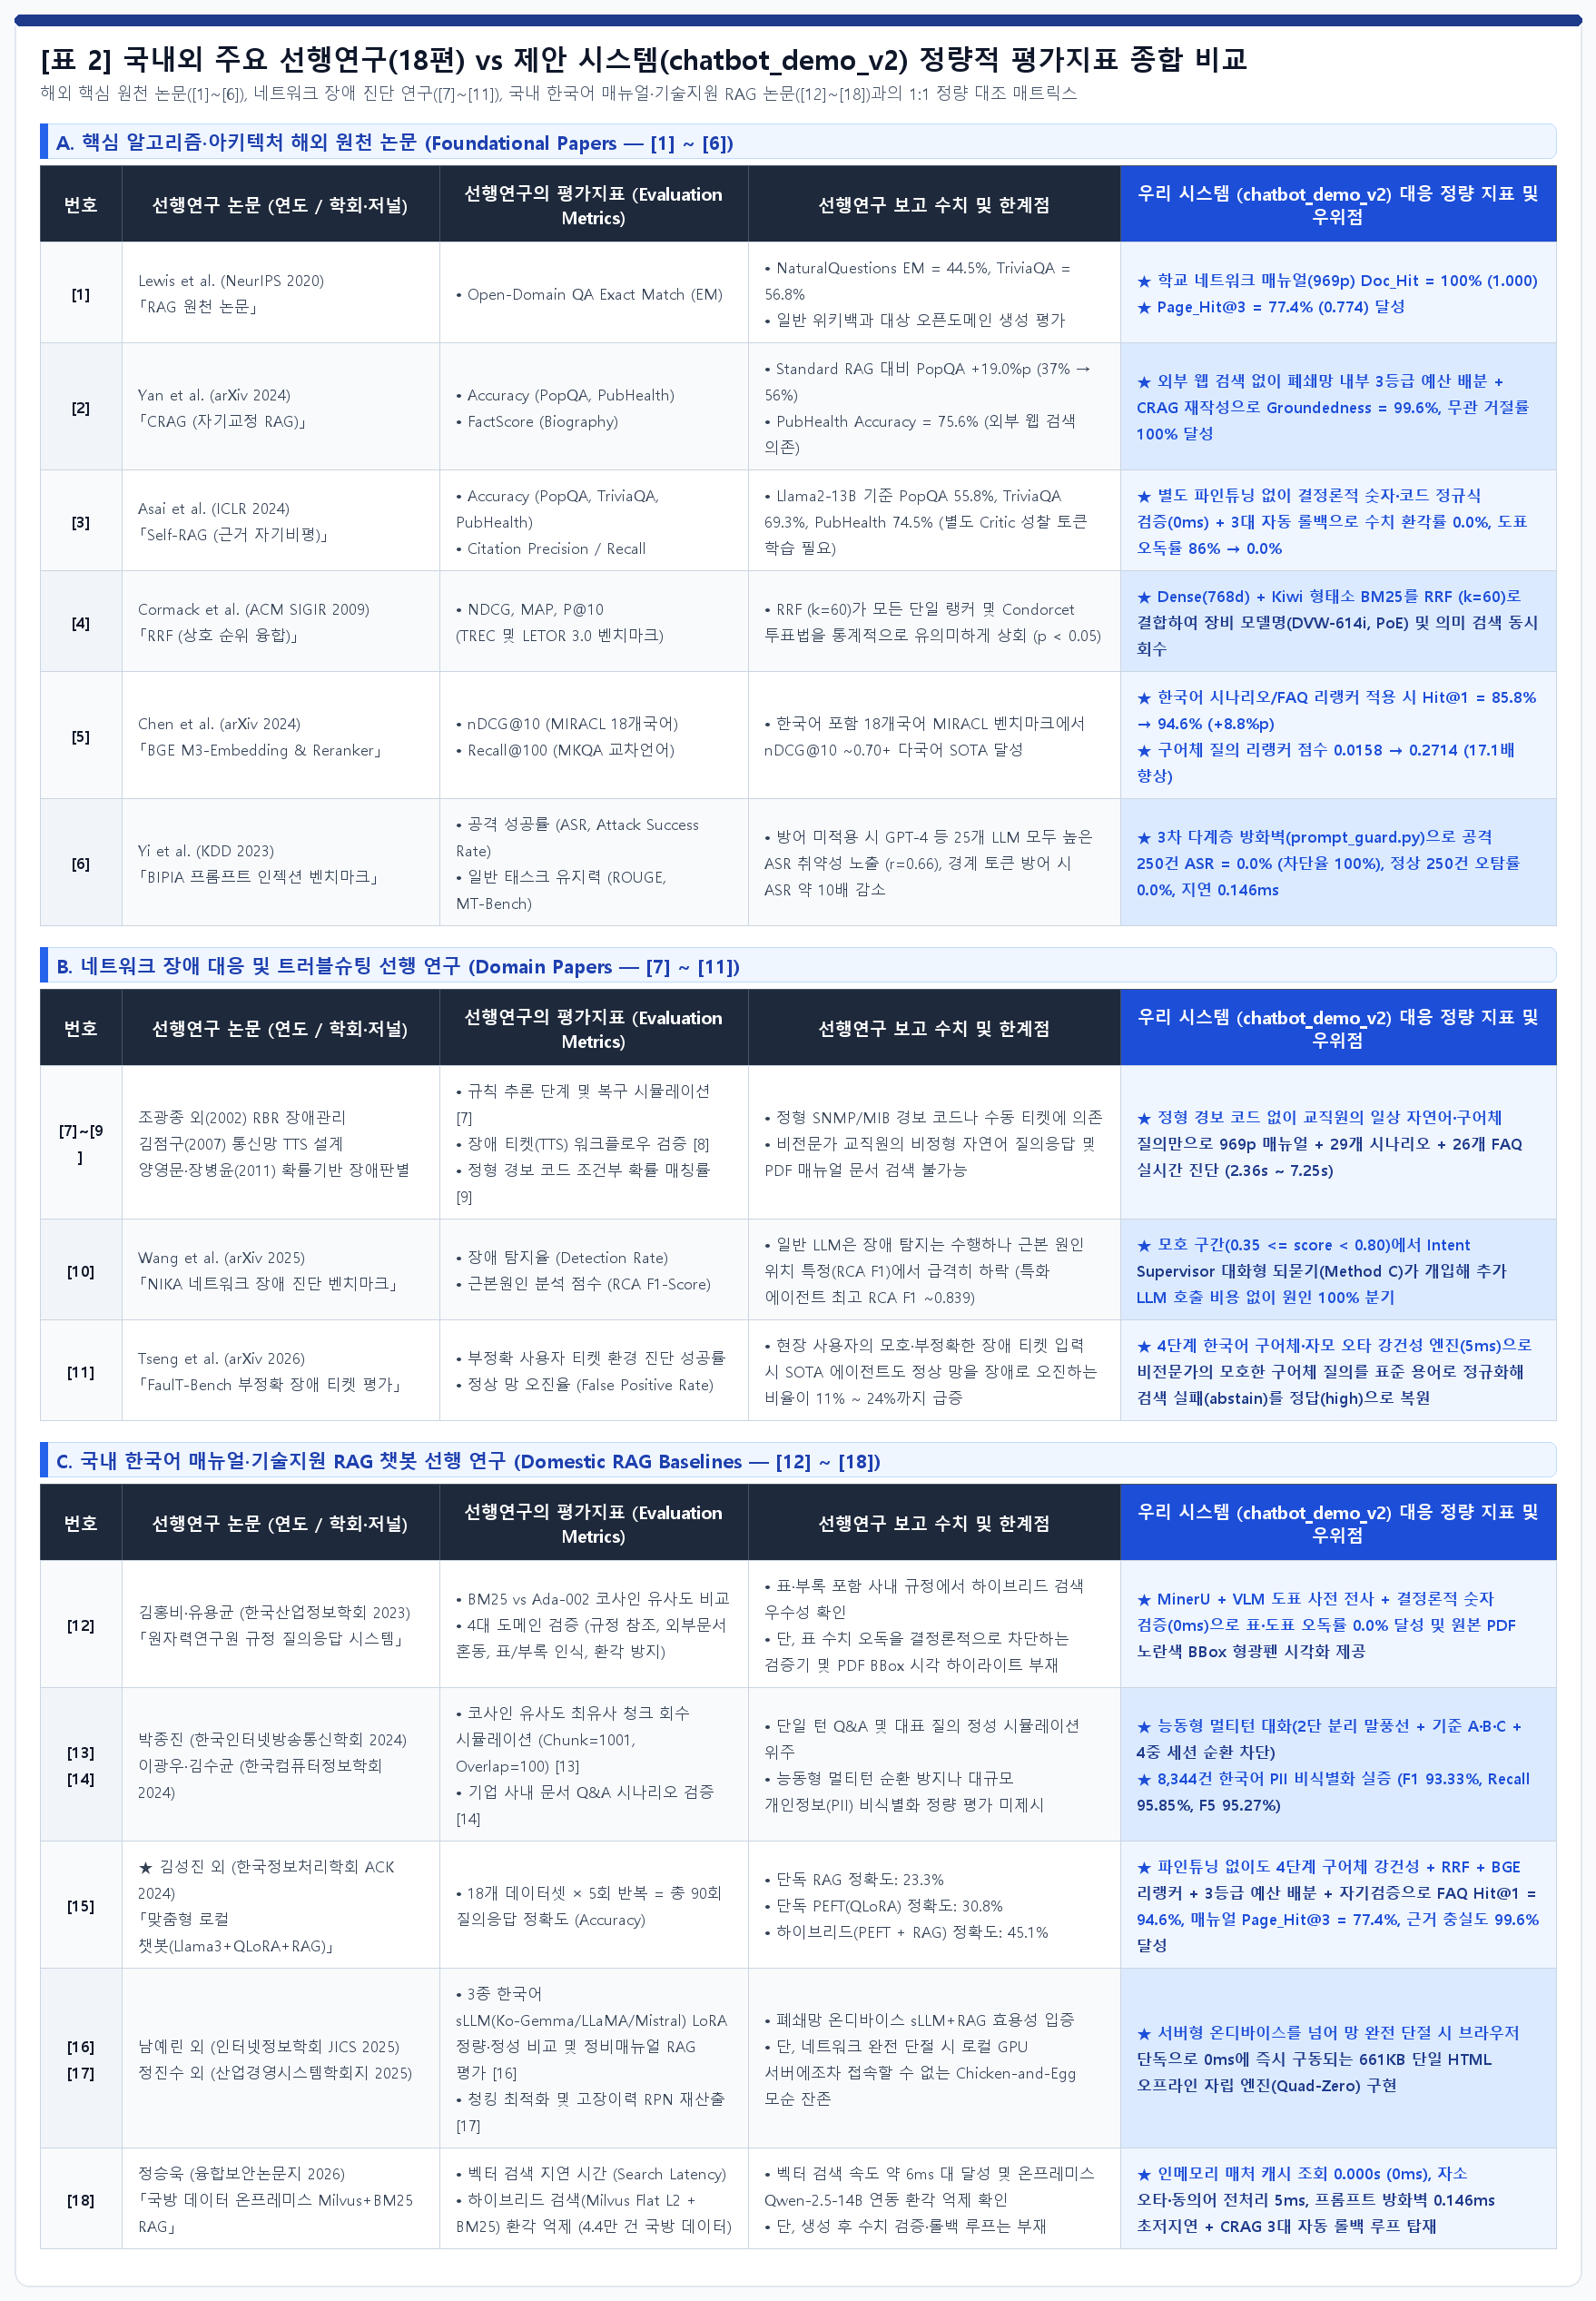 [표 2] 국내외 주요 선행연구(18편) vs 제안 시스템(chatbot_demo_v2) 정량적 평가지표 종합 비교
해외 핵심 원천 논문([1]~[6]), 네트워크 장애 진단 연구([7]~[11]), 국내 한국어 매뉴얼·기술지원 RAG 논문([12]~[18])과의 1:1 정량 대조 매트릭스
A. 핵심 알고리즘·아키텍처 해외 원천 논문 (Foundational Papers — [1] ~ [6])
번호
선행연구 논문 (연도 / 학회·저널)
선행연구의 평가지표 (Evaluation
Metrics)
선행연구 보고 수치 및 한계점
우리 시스템 (chatbot_demo_v2) 대응 정량 지표 및
우위점
[1]
Lewis et al. (NeurIPS 2020)
「RAG 원천 논문」
• Open-Domain QA Exact Match (EM)
• NaturalQuestions EM = 44.5%, TriviaQA =
56.8%
• 일반 위키백과 대상 오픈도메인 생성 평가
★ 학교 네트워크 매뉴얼(969p) Doc_Hit = 100% (1.000)
★ Page_Hit@3 = 77.4% (0.774) 달성
[2]
Yan et al. (arXiv 2024)
「CRAG (자기교정 RAG)」
• Accuracy (PopQA, PubHealth)
• FactScore (Biography)
• Standard RAG 대비 PopQA +19.0%p (37% →
56%)
• PubHealth Accuracy = 75.6% (외부 웹 검색
의존)
★ 외부 웹 검색 없이 폐쇄망 내부 3등급 예산 배분 +
CRAG 재작성으로 Groundedness = 99.6%, 무관 거절률
100% 달성
[3]
Asai et al. (ICLR 2024)
「Self-RAG (근거 자기비평)」
• Accuracy (PopQA, TriviaQA,
PubHealth)
• Citation Precision / Recall
• Llama2-13B 기준 PopQA 55.8%, TriviaQA
69.3%, PubHealth 74.5% (별도 Critic 성찰 토큰
학습 필요)
★ 별도 파인튜닝 없이 결정론적 숫자·코드 정규식
검증(0ms) + 3대 자동 롤백으로 수치 환각률 0.0%, 도표
오독률 86% → 0.0%
[4]
Cormack et al. (ACM SIGIR 2009)
「RRF (상호 순위 융합)」
• NDCG, MAP, P@10
(TREC 및 LETOR 3.0 벤치마크)
• RRF (k=60)가 모든 단일 랭커 및 Condorcet
투표법을 통계적으로 유의미하게 상회 (p < 0.05)
★ Dense(768d) + Kiwi 형태소 BM25를 RRF (k=60)로
결합하여 장비 모델명(DVW-614i, PoE) 및 의미 검색 동시
회수
[5]
Chen et al. (arXiv 2024)
「BGE M3-Embedding & Reranker」
• nDCG@10 (MIRACL 18개국어)
• Recall@100 (MKQA 교차언어)
• 한국어 포함 18개국어 MIRACL 벤치마크에서
nDCG@10 ~0.70+ 다국어 SOTA 달성
★ 한국어 시나리오/FAQ 리랭커 적용 시 Hit@1 = 85.8%
→ 94.6% (+8.8%p)
★ 구어체 질의 리랭커 점수 0.0158 → 0.2714 (17.1배
향상)
[6]
Yi et al. (KDD 2023)
「BIPIA 프롬프트 인젝션 벤치마크」
• 공격 성공률 (ASR, Attack Success
Rate)
• 일반 태스크 유지력 (ROUGE,
MT-Bench)
• 방어 미적용 시 GPT-4 등 25개 LLM 모두 높은
ASR 취약성 노출 (r=0.66), 경계 토큰 방어 시
ASR 약 10배 감소
★ 3차 다계층 방화벽(prompt_guard.py)으로 공격
250건 ASR = 0.0% (차단율 100%), 정상 250건 오탐률
0.0%, 지연 0.146ms
B. 네트워크 장애 대응 및 트러블슈팅 선행 연구 (Domain Papers — [7] ~ [11])
번호
선행연구 논문 (연도 / 학회·저널)
선행연구의 평가지표 (Evaluation
Metrics)
선행연구 보고 수치 및 한계점
우리 시스템 (chatbot_demo_v2) 대응 정량 지표 및
우위점
[7]~[9
]
조광종 외(2002) RBR 장애관리
김점구(2007) 통신망 TTS 설계
양영문·장병윤(2011) 확률기반 장애판별
• 규칙 추론 단계 및 복구 시뮬레이션
[7]
• 장애 티켓(TTS) 워크플로우 검증 [8]
• 정형 경보 코드 조건부 확률 매칭률
[9]
• 정형 SNMP/MIB 경보 코드나 수동 티켓에 의존
• 비전문가 교직원의 비정형 자연어 질의응답 및
PDF 매뉴얼 문서 검색 불가능
★ 정형 경보 코드 없이 교직원의 일상 자연어·구어체
질의만으로 969p 매뉴얼 + 29개 시나리오 + 26개 FAQ
실시간 진단 (2.36s ~ 7.25s)
[10]
Wang et al. (arXiv 2025)
「NIKA 네트워크 장애 진단 벤치마크」
• 장애 탐지율 (Detection Rate)
• 근본원인 분석 점수 (RCA F1-Score)
• 일반 LLM은 장애 탐지는 수행하나 근본 원인
위치 특정(RCA F1)에서 급격히 하락 (특화
에이전트 최고 RCA F1 ~0.839)
★ 모호 구간(0.35 <= score < 0.80)에서 Intent
Supervisor 대화형 되묻기(Method C)가 개입해 추가
LLM 호출 비용 없이 원인 100% 분기
[11]
Tseng et al. (arXiv 2026)
「FaulT-Bench 부정확 장애 티켓 평가」
• 부정확 사용자 티켓 환경 진단 성공률
• 정상 망 오진율 (False Positive Rate)
• 현장 사용자의 모호·부정확한 장애 티켓 입력
시 SOTA 에이전트도 정상 망을 장애로 오진하는
비율이 11% ~ 24%까지 급증
★ 4단계 한국어 구어체·자모 오타 강건성 엔진(5ms)으로
비전문가의 모호한 구어체 질의를 표준 용어로 정규화해
검색 실패(abstain)를 정답(high)으로 복원
C. 국내 한국어 매뉴얼·기술지원 RAG 챗봇 선행 연구 (Domestic RAG Baselines — [12] ~ [18])
번호
선행연구 논문 (연도 / 학회·저널)
선행연구의 평가지표 (Evaluation
Metrics)
선행연구 보고 수치 및 한계점
우리 시스템 (chatbot_demo_v2) 대응 정량 지표 및
우위점
[12]
김홍비·유용균 (한국산업정보학회 2023)
「원자력연구원 규정 질의응답 시스템」
• BM25 vs Ada-002 코사인 유사도 비교
• 4대 도메인 검증 (규정 참조, 외부문서
혼동, 표/부록 인식, 환각 방지)
• 표·부록 포함 사내 규정에서 하이브리드 검색
우수성 확인
• 단, 표 수치 오독을 결정론적으로 차단하는
검증기 및 PDF BBox 시각 하이라이트 부재
★ MinerU + VLM 도표 사전 전사 + 결정론적 숫자
검증(0ms)으로 표·도표 오독률 0.0% 달성 및 원본 PDF
노란색 BBox 형광펜 시각화 제공
[13]
[14]
박종진 (한국인터넷방송통신학회 2024)
이광우·김수균 (한국컴퓨터정보학회
2024)
• 코사인 유사도 최유사 청크 회수
시뮬레이션 (Chunk=1001,
Overlap=100) [13]
• 기업 사내 문서 Q&A 시나리오 검증
[14]
• 단일 턴 Q&A 및 대표 질의 정성 시뮬레이션
위주
• 능동형 멀티턴 순환 방지나 대규모
개인정보(PII) 비식별화 정량 평가 미제시
★ 능동형 멀티턴 대화(2단 분리 말풍선 + 기준 A·B·C +
4중 세션 순환 차단)
★ 8,344건 한국어 PII 비식별화 실증 (F1 93.33%, Recall
95.85%, F5 95.27%)
[15]
★ 김성진 외 (한국정보처리학회 ACK
2024)
「맞춤형 로컬
챗봇(Llama3+QLoRA+RAG)」
• 18개 데이터셋 × 5회 반복 = 총 90회
질의응답 정확도 (Accuracy)
• 단독 RAG 정확도: 23.3%
• 단독 PEFT(QLoRA) 정확도: 30.8%
• 하이브리드(PEFT + RAG) 정확도: 45.1%
★ 파인튜닝 없이도 4단계 구어체 강건성 + RRF + BGE
리랭커 + 3등급 예산 배분 + 자기검증으로 FAQ Hit@1 =
94.6%, 매뉴얼 Page_Hit@3 = 77.4%, 근거 충실도 99.6%
달성
[16]
[17]
남예린 외 (인터넷정보학회 JICS 2025)
정진수 외 (산업경영시스템학회지 2025)
• 3종 한국어
sLLM(Ko-Gemma/LLaMA/Mistral) LoRA
정량·정성 비교 및 정비매뉴얼 RAG
평가 [16]
• 청킹 최적화 및 고장이력 RPN 재산출
[17]
• 폐쇄망 온디바이스 sLLM+RAG 효용성 입증
• 단, 네트워크 완전 단절 시 로컬 GPU
서버에조차 접속할 수 없는 Chicken-and-Egg
모순 잔존
★ 서버형 온디바이스를 넘어 망 완전 단절 시 브라우저
단독으로 0ms에 즉시 구동되는 661KB 단일 HTML
오프라인 자립 엔진(Quad-Zero) 구현
[18]
정승욱 (융합보안논문지 2026)
「국방 데이터 온프레미스 Milvus+BM25
RAG」
• 벡터 검색 지연 시간 (Search Latency)
• 하이브리드 검색(Milvus Flat L2 +
BM25) 환각 억제 (4.4만 건 국방 데이터)
• 벡터 검색 속도 약 6ms 대 달성 및 온프레미스
Qwen-2.5-14B 연동 환각 억제 확인
• 단, 생성 후 수치 검증·롤백 루프는 부재
★ 인메모리 매처 캐시 조회 0.000s (0ms), 자소
오타·동의어 전처리 5ms, 프롬프트 방화벽 0.146ms
초저지연 + CRAG 3대 자동 롤백 루프 탑재